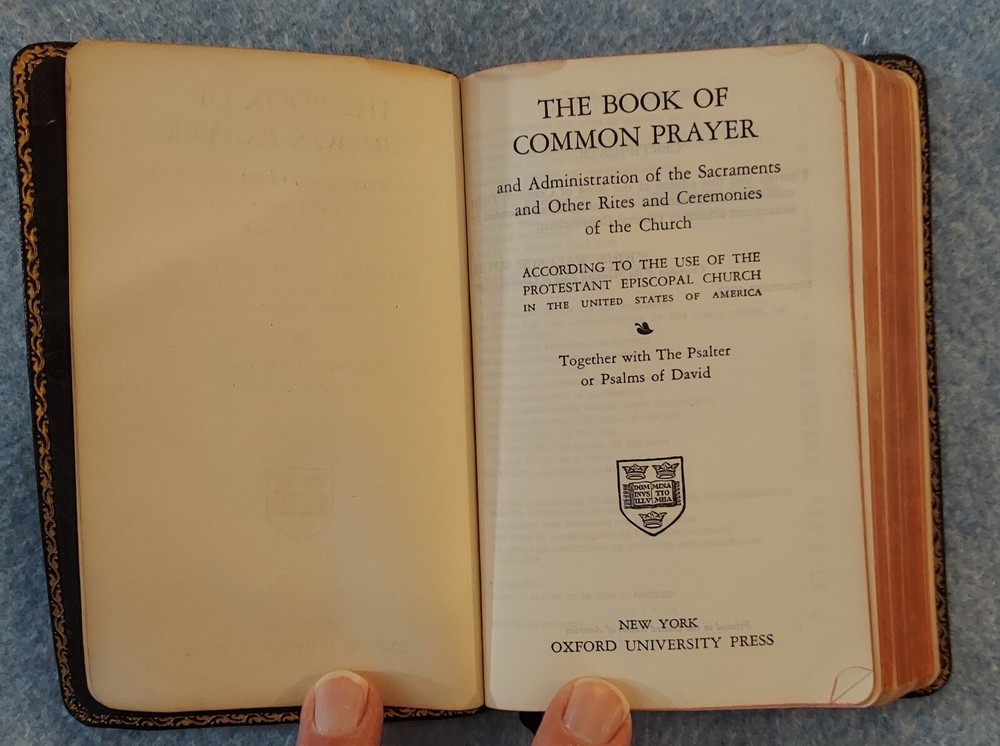 THE BOOK OF
COMMON PRAYER
and Administration of the Sacraments
and Other Rites and Ceremonies
of the Church
ACCORDING TO THE USE OF THE
PROTESTANT EPISCOPAL CHURCH
IN THE UNITED STATES OF AMERICA
Together with The Psalter
or Psalms of David
DOM MINA
INVS TIO
ILLV MEA
NEW YORK
OXFORD UNIVERSITY PRESS